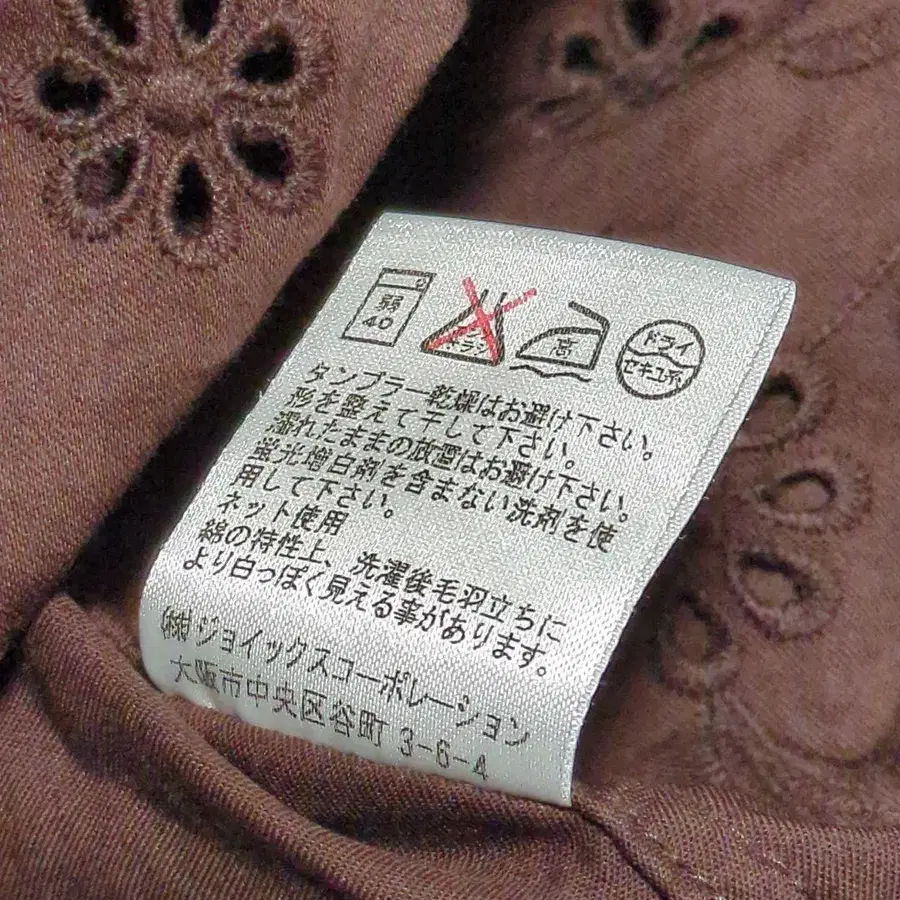 弱
40
エンソ
サラシ
高
ドライ
セキユ系
タンブラー乾燥はお避け下さい。
形を整えて干して下さい。
濡れたままの放置はお避け下さい。
蛍光増白剤を含まない洗剤を使
用して下さい。
ネット使用
綿の特性上、洗濯後毛羽立ちに
より白っぽく見える事があります。
㈱ジョイックスコーポレーション
大阪市中央区谷町 3-6-4